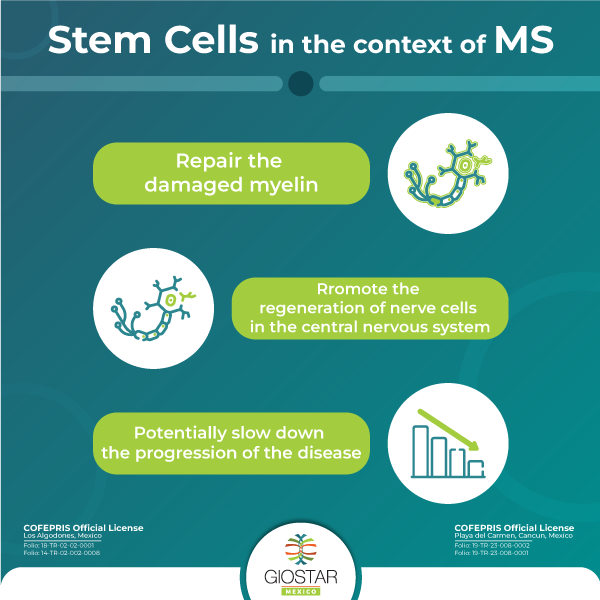 Stem Cells in the context of MS
Repair the
damaged myelin
Rromote the
regeneration of nerve cells
in the central nervous system
Potentially slow down
the progression of the disease
COFEPRIS Official License
Los Algodones, Mexico
Folio: 18-TR-02-02-0001
Folio: 14-TR-02-002-0008
COFEPRIS Official License
Playa del Carmen, Cancun, Mexico
Folio: 19-TR-23-008-0002
Folio: 19-TR-23-008-0001
GIOSTAR
MEXICO